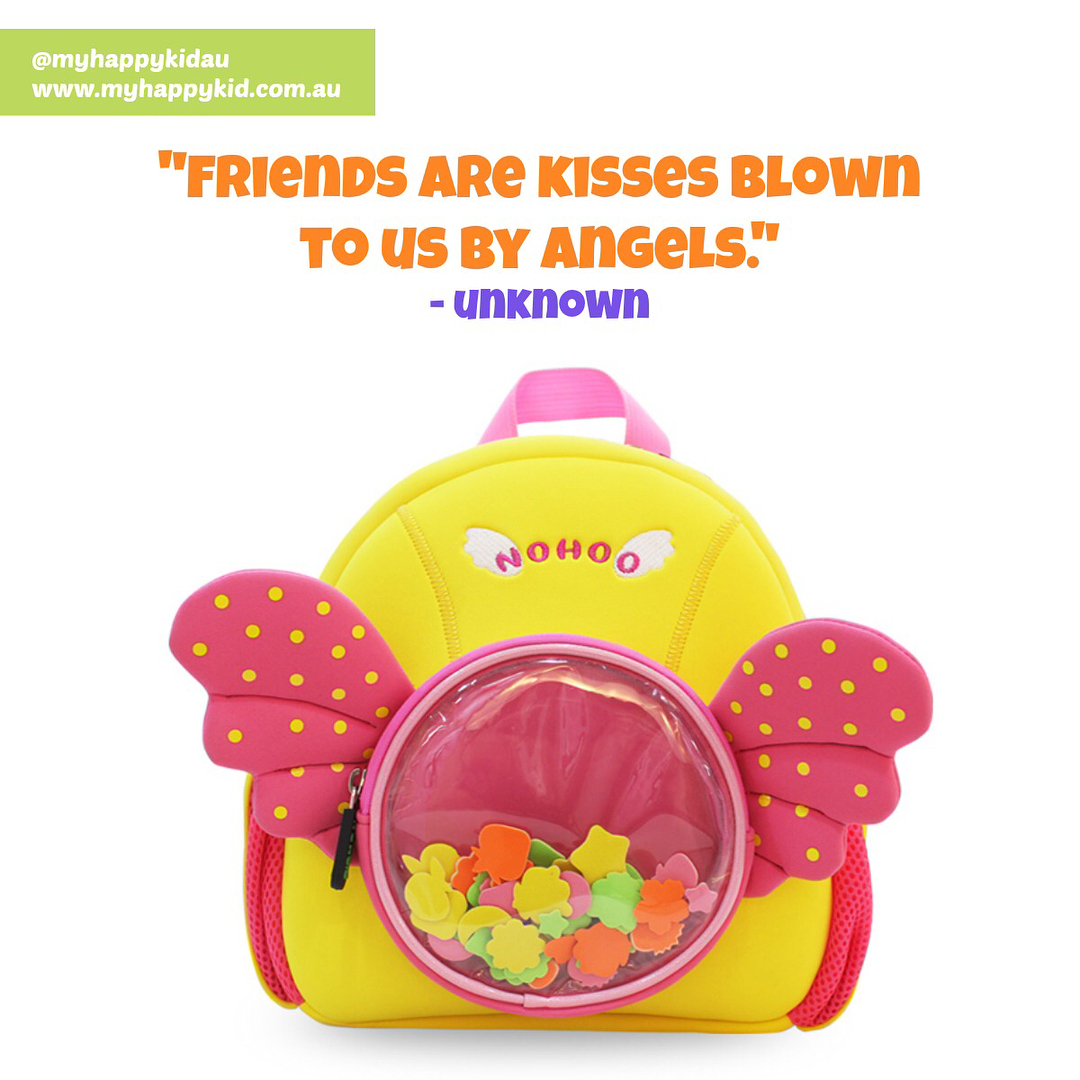 @myhappykidau
www.myhappykid.com.au
"Friends are kisses blown
to us by angels."
- unknown
NOHOO